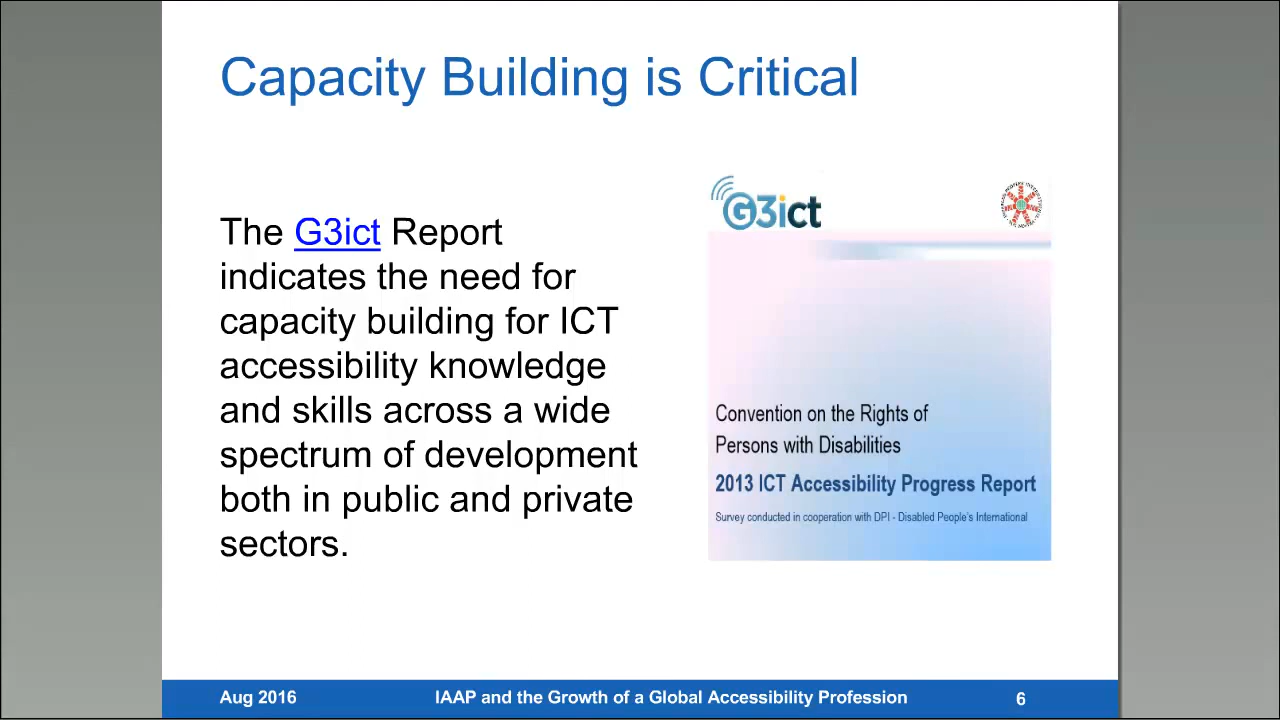 Capacity Building is Critical
The G3ict Report
indicates the need for
capacity building for ICT
accessibility knowledge
and skills across a wide
spectrum of development
both in public and private
sectors.
G3ict
Convention on the Rights of
Persons with Disabilities
2013 ICT Accessibility Progress Report
Survey conducted in cooperation with DPI - Disabled People's International
Aug 2016
IAAP and the Growth of a Global Accessibility Profession
6